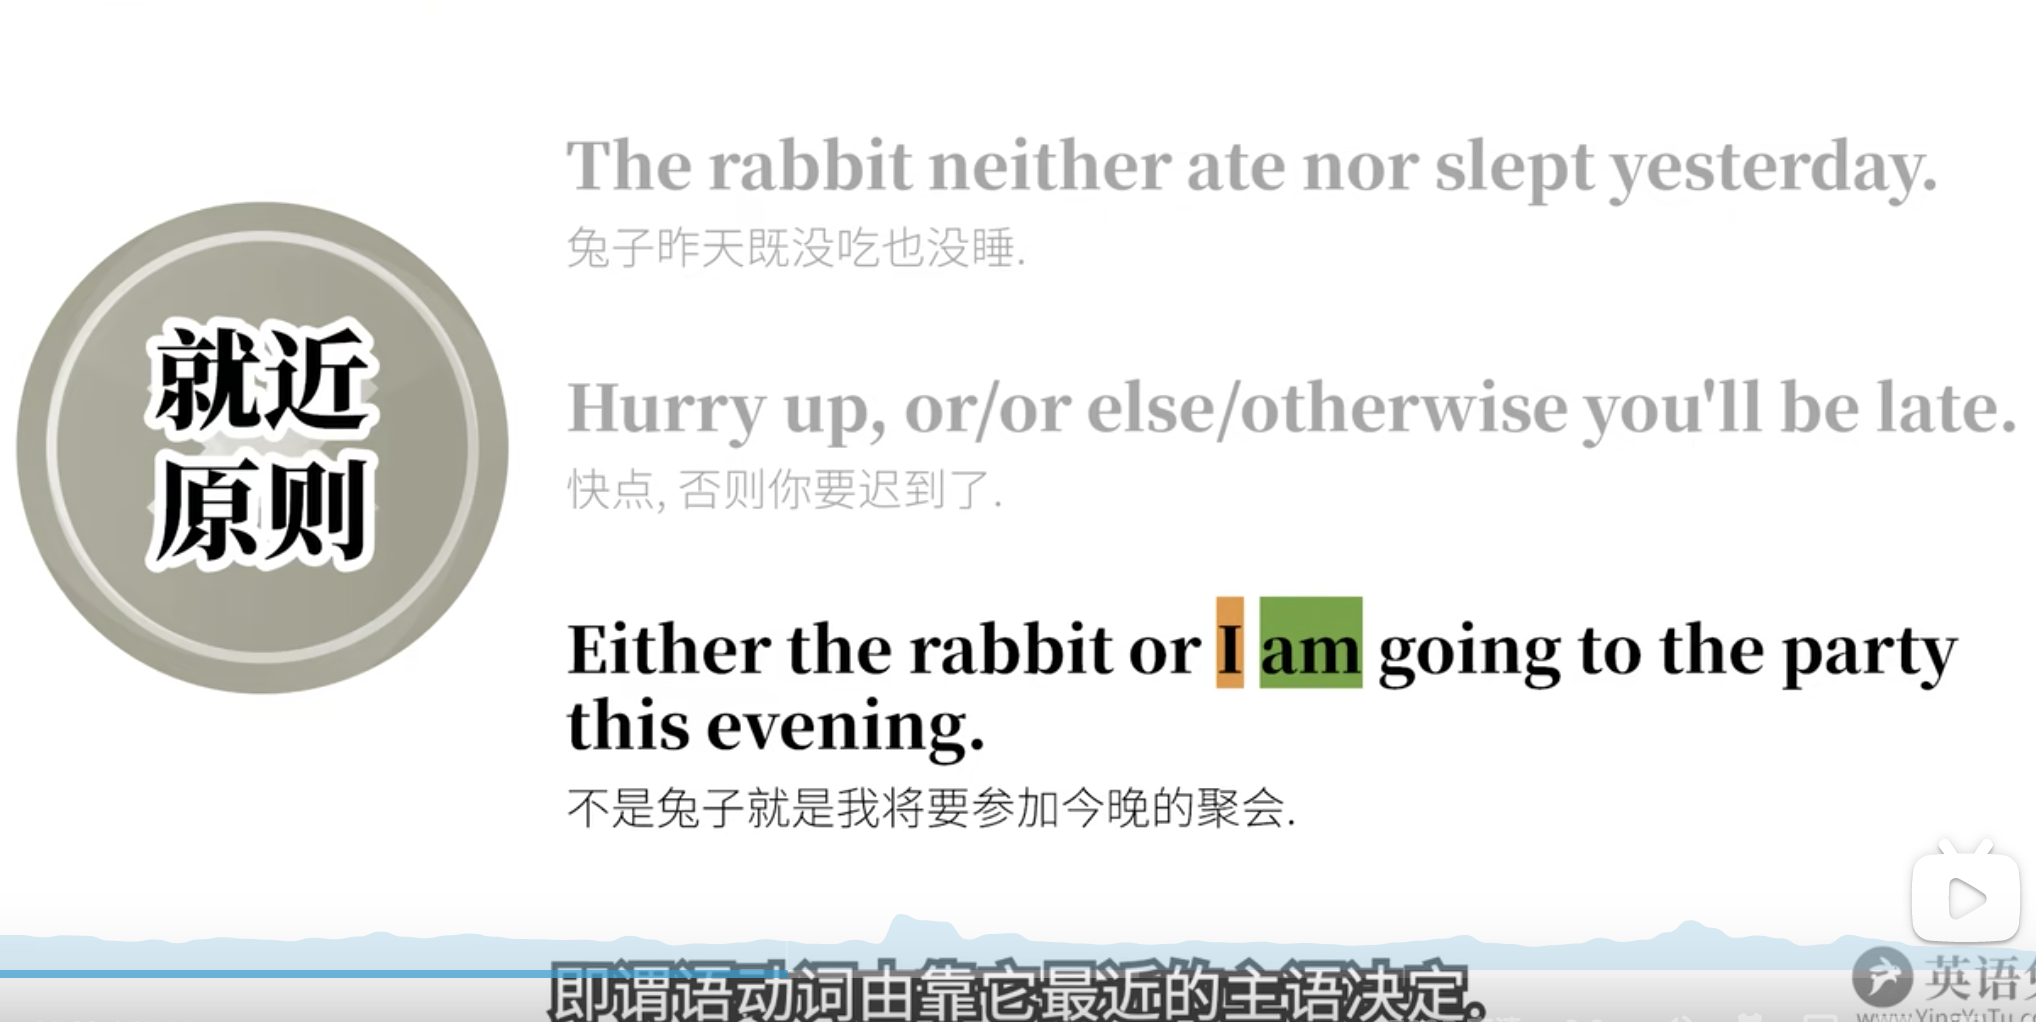 The rabbit neither ate nor slept yesterday.
兔子昨天既没吃也没睡.
就近
原则
Hurry up, or/or else/otherwise you'll be late.
快点, 否则你要迟到了.
Either the rabbit or I am going to the party
this evening.
不是兔子就是我将要参加今晚的聚会.
即谓语动词由靠它最近的主语决定。
英语
www.YingYuTu.co